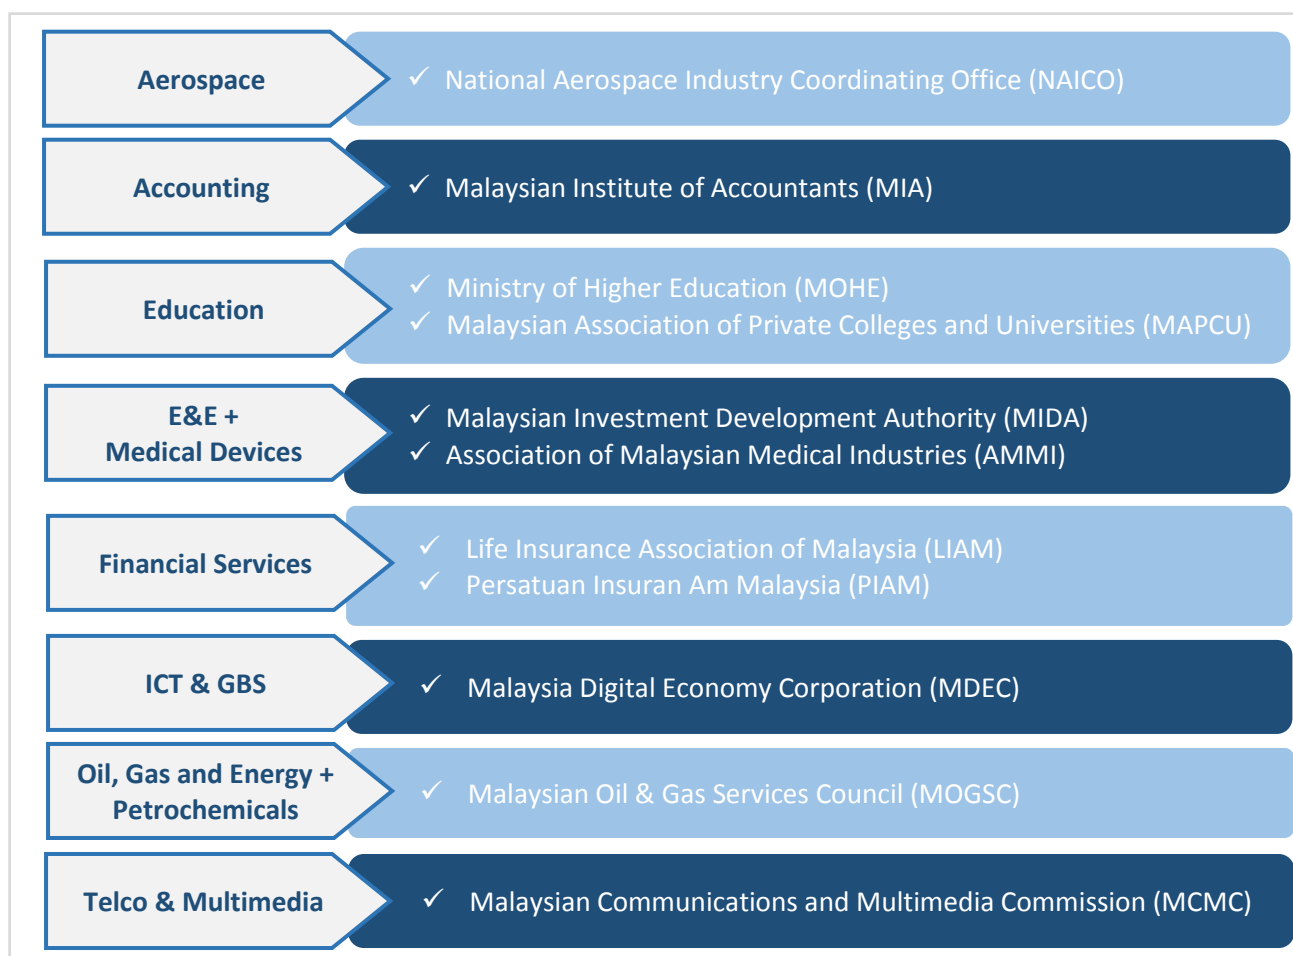 Aerospace
✓ National Aerospace Industry Coordinating Office (NAICO)
Accounting
✓ Malaysian Institute of Accountants (MIA)
Education
✓ Ministry of Higher Education (MOHE)
✓ Malaysian Association of Private Colleges and Universities (MAPCU)
E&E +
Medical Devices
✓ Malaysian Investment Development Authority (MIDA)
✓ Association of Malaysian Medical Industries (AMMI)
Financial Services
✓ Life Insurance Association of Malaysia (LIAM)
✓ Persatuan Insuran Am Malaysia (PIAM)
ICT & GBS
✓ Malaysia Digital Economy Corporation (MDEC)
Oil, Gas and Energy +
Petrochemicals
✓ Malaysian Oil & Gas Services Council (MOGSC)
Telco & Multimedia
✓ Malaysian Communications and Multimedia Commission (MCMC)